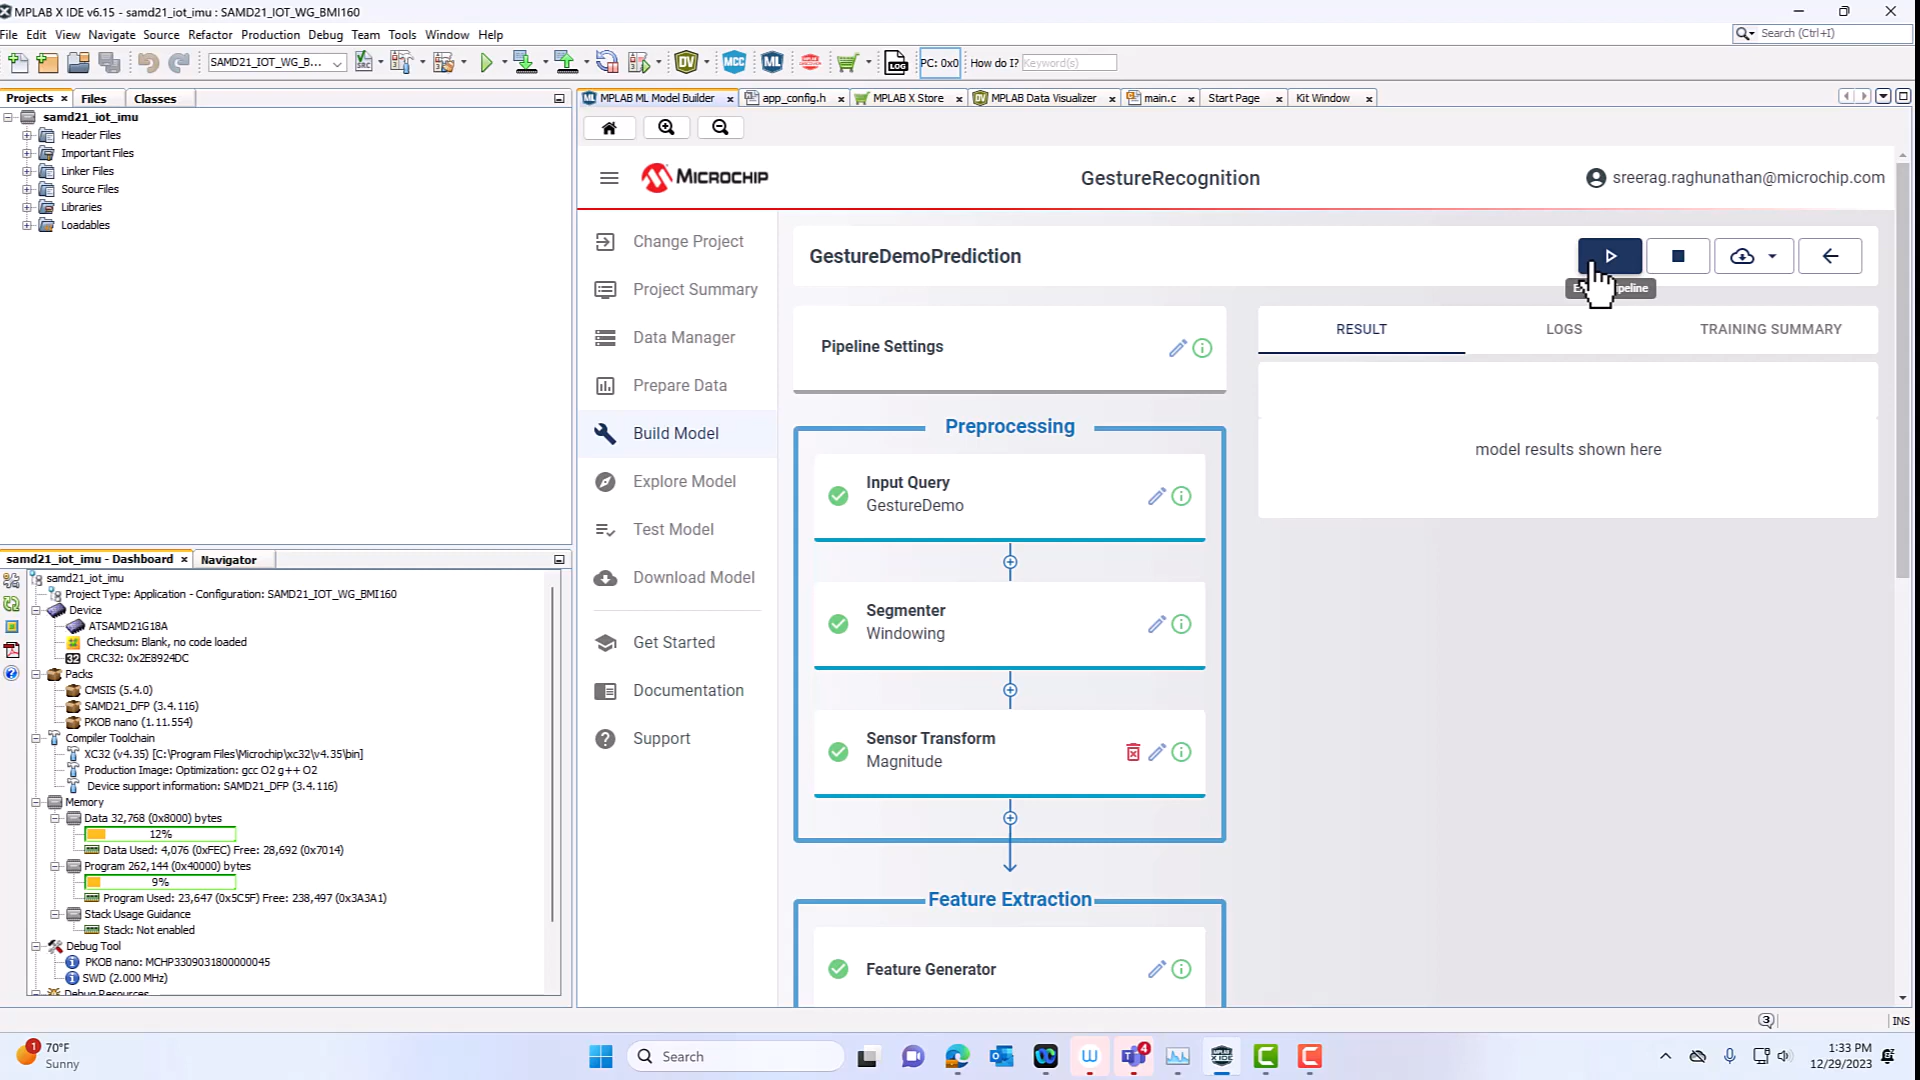 MPLAB X IDE v6.15 - samd21_iot_imu : SAMD21_IOT_WG_BMI160
File Edit View Navigate Source Refactor Production Debug Team Tools Window Help
Search (Ctrl+I)
SAMD21_IOT_WG_B...
PC: 0x0
How do I?
Keyword(s)
Projects
Files
Classes
samd21_iot_imu
Header Files
Important Files
Linker Files
Source Files
Libraries
Loadables
samd21_iot_imu - Dashboard
Navigator
samd21_iot_imu
Project Type: Application - Configuration: SAMD21_IOT_WG_BMI160
Device
ATSAMD21G18A
Checksum: Blank, no code loaded
CRC32: 0x2E8924DC
Packs
CMSIS (5.4.0)
SAMD21_DFP (3.4.116)
PKOB nano (1.11.554)
Compiler Toolchain
XC32 (v4.35) [C:\Program Files\Microchip\xc32\v4.35\bin]
Production Image: Optimization: gcc O2 g++ O2
Device support information: SAMD21_DFP (3.4.116)
Memory
Data 32,768 (0x8000) bytes
12%
Data Used: 4,076 (0xFEC) Free: 28,692 (0x7014)
Program 262,144 (0x40000) bytes
9%
Program Used: 23,647 (0x5C5F) Free: 238,497 (0x3A3A1)
Stack Usage Guidance
Stack: Not enabled
Debug Tool
PKOB nano: MCHP3309031800000045
SWD (2.000 MHz)
Debug Resources
MPLAB ML Model Builder
app_config.h
MPLAB X Store
MPLAB Data Visualizer
main.c
Start Page
Kit Window
MICROCHIP
GestureRecognition
sreerag.raghunathan@microchip.com
Change Project
Project Summary
Data Manager
Prepare Data
Build Model
Explore Model
Test Model
Download Model
Get Started
Documentation
Support
GestureDemoPrediction
Pipeline Settings
Preprocessing
Input Query
GestureDemo
Segmenter
Windowing
Sensor Transform
Magnitude
Feature Extraction
Feature Generator
RESULT
LOGS
TRAINING SUMMARY
model results shown here
INS
70°F
Sunny
Search
1:33 PM
12/29/2023